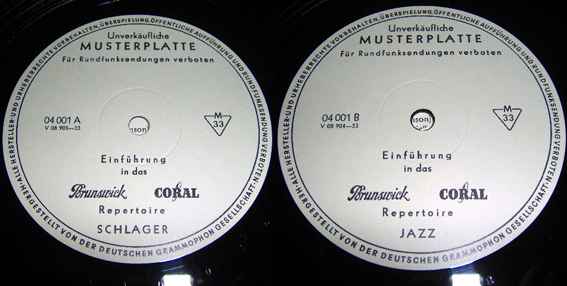 ALLE HERSTELLER- UND URHEBERRECHTE VORBEHALTEN, ÜBERSPIELUNG, ÖFFENTLICHE AUFFÜHRUNG UND RUNDFUNKSENDUNG VERBOTEN
HERGESTELLT VON DER DEUTSCHEN GRAMMOPHON GESELLSCHAFT
Unverkäufliche
MUSTERPLATTE
Für Rundfunksendungen verboten
04 001 A
V 08 903—33
M
33
nson)
Einführung
in das
Brunswick CORAL
Repertoire
SCHLAGER
ALLE HERSTELLER- UND URHEBERRECHTE VORBEHALTEN, ÜBERSPIELUNG, ÖFFENTLICHE AUFFÜHRUNG UND RUNDFUNKSENDUNG VERBOTEN
HERGESTELLT VON DER DEUTSCHEN GRAMMOPHON GESELLSCHAFT
Unverkäufliche
MUSTERPLATTE
Für Rundfunksendungen verboten
04 001 B
V 08 904—33
M
33
nson)
Einführung
in das
Brunswick CORAL
Repertoire
JAZZ